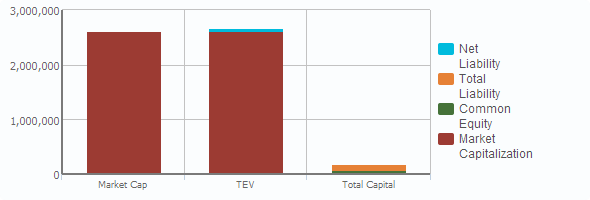 3,000,000
2,000,000
1,000,000
0
Market Cap
TEV
Total Capital
Net
Liability
Total
Liability
Common
Equity
Market
Capitalization